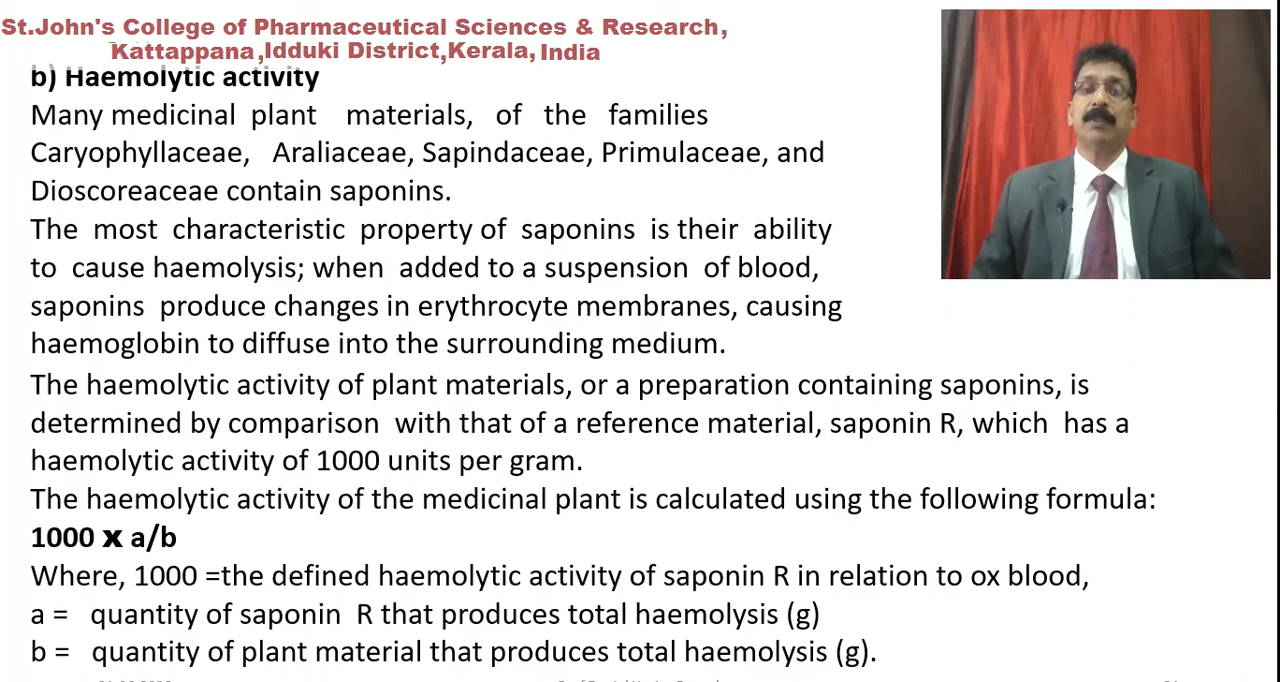 St.John's College of Pharmaceutical Sciences & Research,
Kattappana,Idduki District,Kerala, India
b) Haemolytic activity
Many medicinal plant materials, of the families
Caryophyllaceae, Araliaceae, Sapindaceae, Primulaceae, and
Dioscoreaceae contain saponins.
The most characteristic property of saponins is their ability
to cause haemolysis; when added to a suspension of blood,
saponins produce changes in erythrocyte membranes, causing
haemoglobin to diffuse into the surrounding medium.
The haemolytic activity of plant materials, or a preparation containing saponins, is
determined by comparison with that of a reference material, saponin R, which has a
haemolytic activity of 1000 units per gram.
The haemolytic activity of the medicinal plant is calculated using the following formula:
1000 x a/b
Where, 1000 =the defined haemolytic activity of saponin R in relation to ox blood,
a = quantity of saponin R that produces total haemolysis (g)
b = quantity of plant material that produces total haemolysis (g).